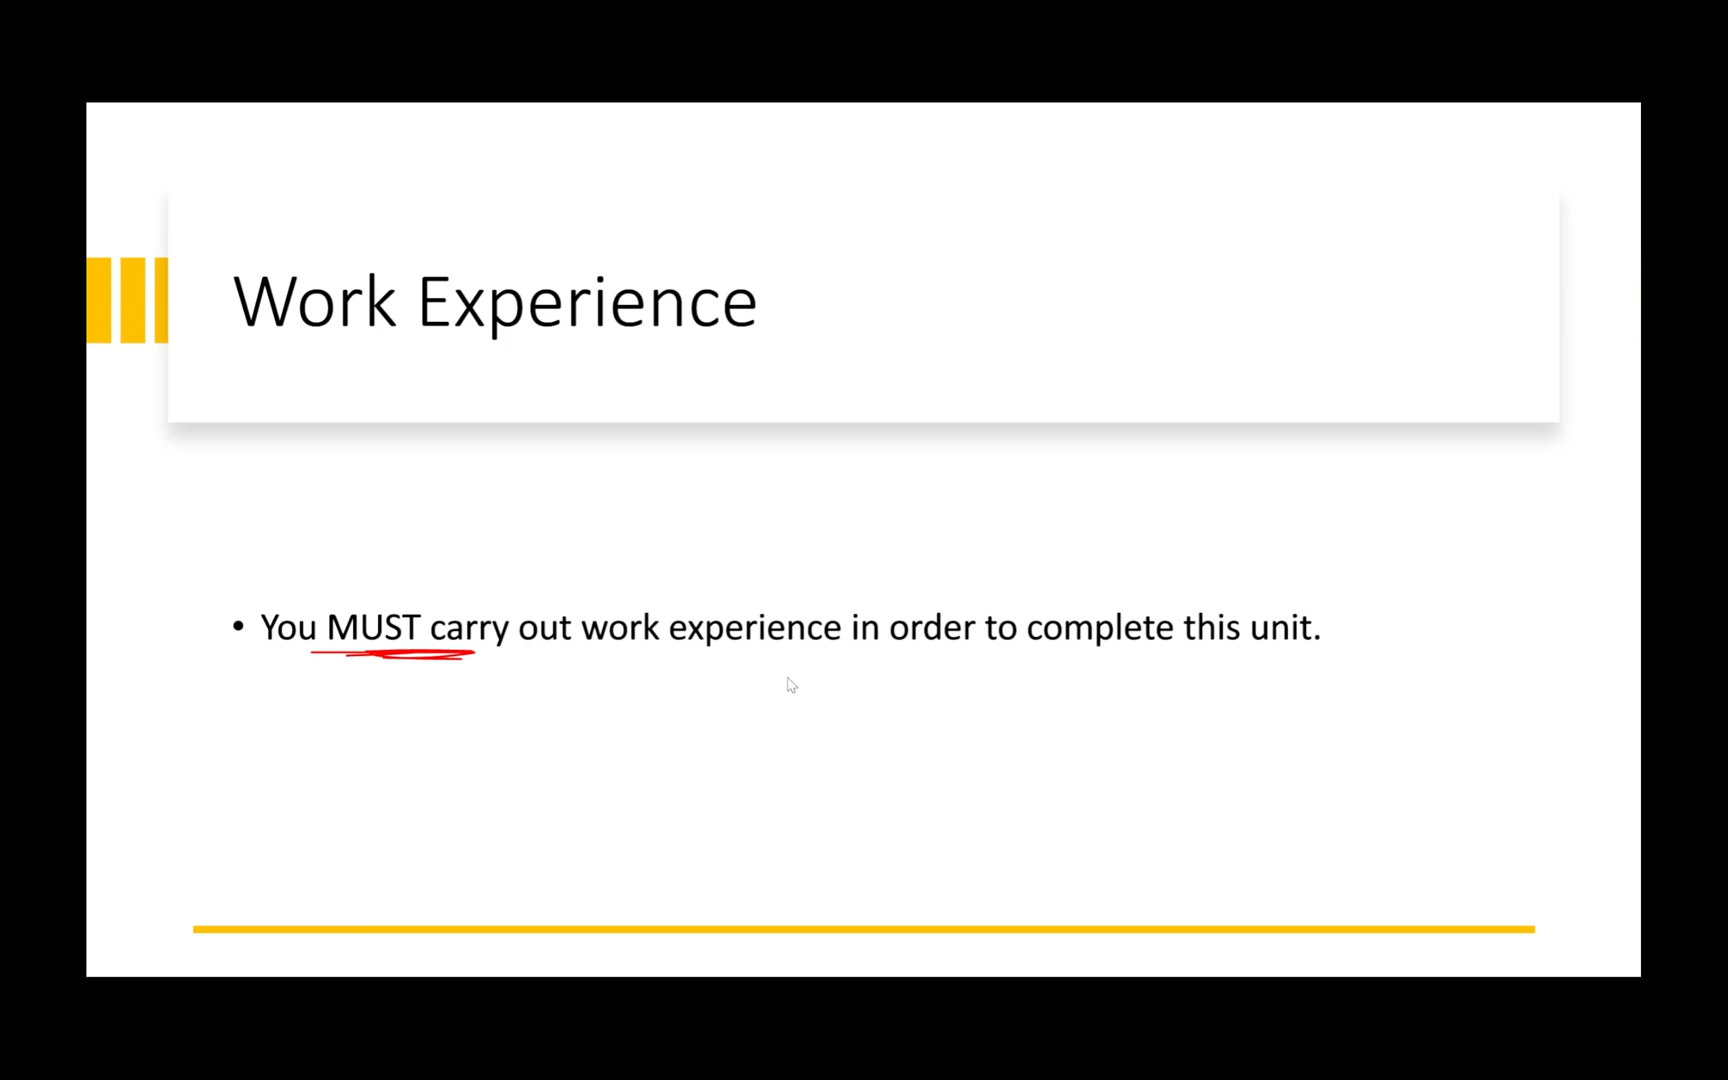 Work Experience
• You MUST carry out work experience in order to complete this unit.